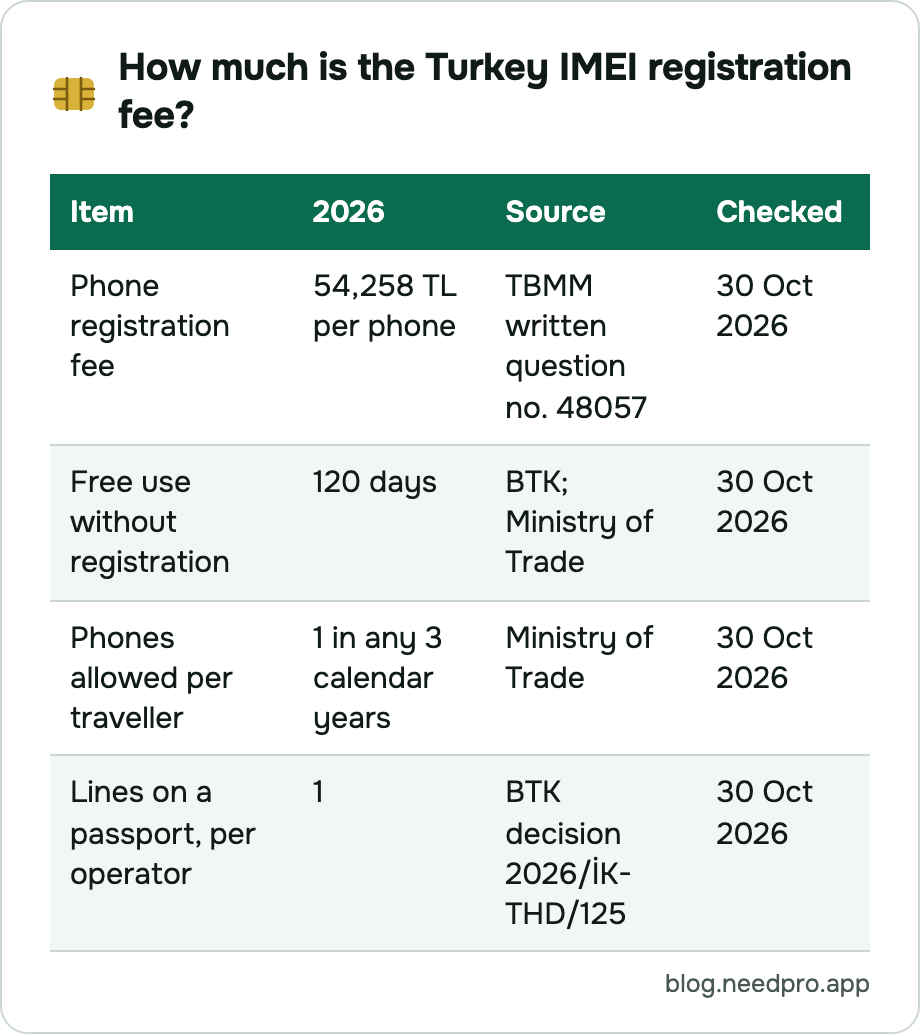 How much is the Turkey IMEI registration
fee?
Item 2026 Source Checked
Phone 54,258 TL TBMM 30 Oct
registration per phone written 2026
fee question
no. 48057
Free use 120 days BTK; 30 Oct
without Ministry of 2026
registration Trade
Phones 1 in any 3 Ministry of 30 Oct
allowed per calendar Trade 2026
traveller years
Lines on a 1 BTK 30 Oct
passport, per decision 2026
operator 2026/İK-
THD/125
blog.needpro.app